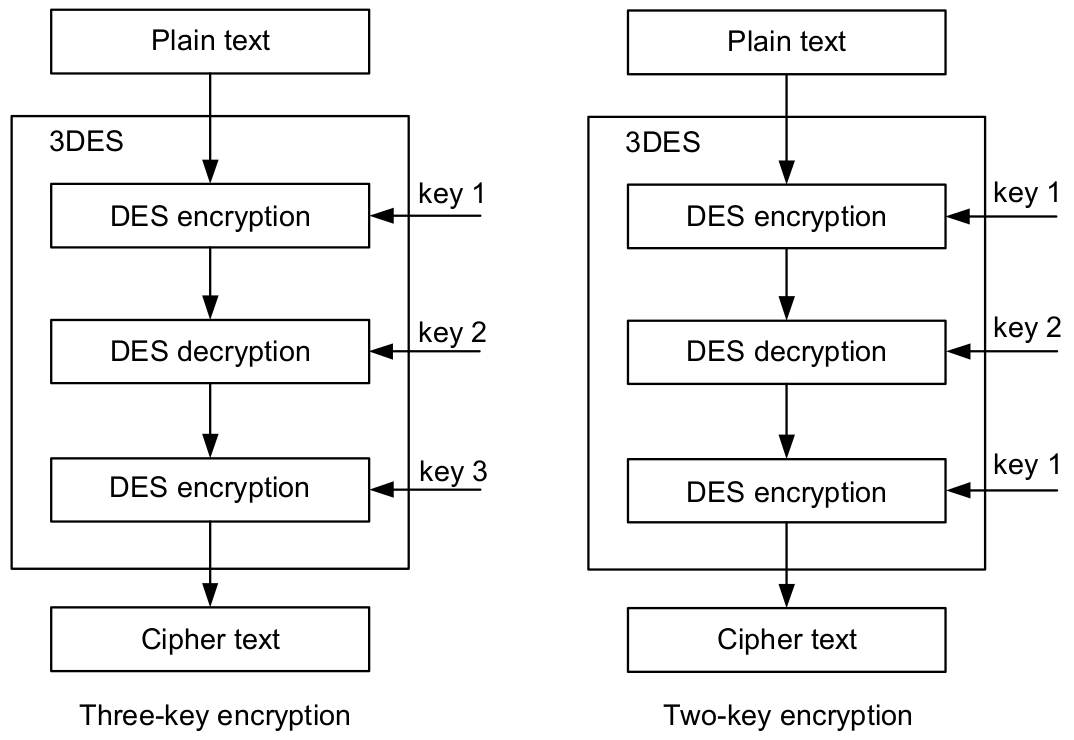 Plain text
3DES
key 1
DES encryption
key 2
DES decryption
key 3
DES encryption
Cipher text
Three-key encryption
Plain text
3DES
key 1
DES encryption
key 2
DES decryption
key 1
DES encryption
Cipher text
Two-key encryption